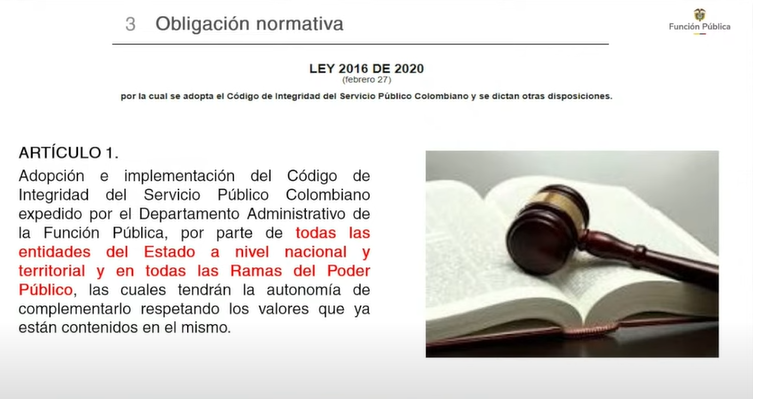 3 Obligación normativa
Función Pública
LEY 2016 DE 2020
(febrero 27)
por la cual se adopta el Código de Integridad del Servicio Público Colombiano y se dictan otras disposiciones.
ARTÍCULO 1.
Adopción e implementación del Código de
Integridad del Servicio Público Colombiano
expedido por el Departamento Administrativo de
la Función Pública, por parte de todas las
entidades del Estado a nivel nacional y
territorial y en todas las Ramas del Poder
Público, las cuales tendrán la autonomía de
complementarlo respetando los valores que ya
están contenidos en el mismo.